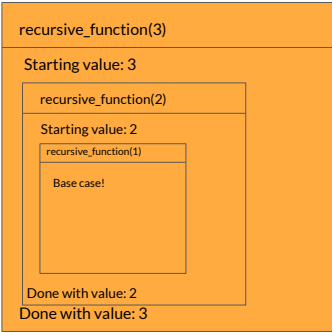 recursive_function(3)
Starting value: 3
recursive_function(2)
Starting value: 2
recursive_function(1)
Base case!
Done with value: 2
Done with value: 3